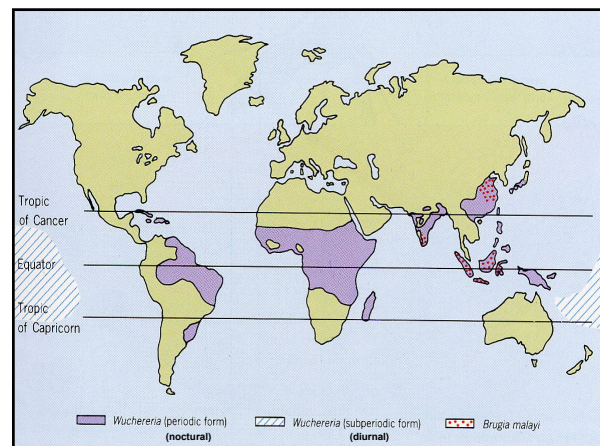 Tropic
of Cancer
Equator
Tropic
of Capricorn
Wuchereria (periodic form)
(noctural)
Wuchereria (subperiodic form)
(diurnal)
Brugia malayi